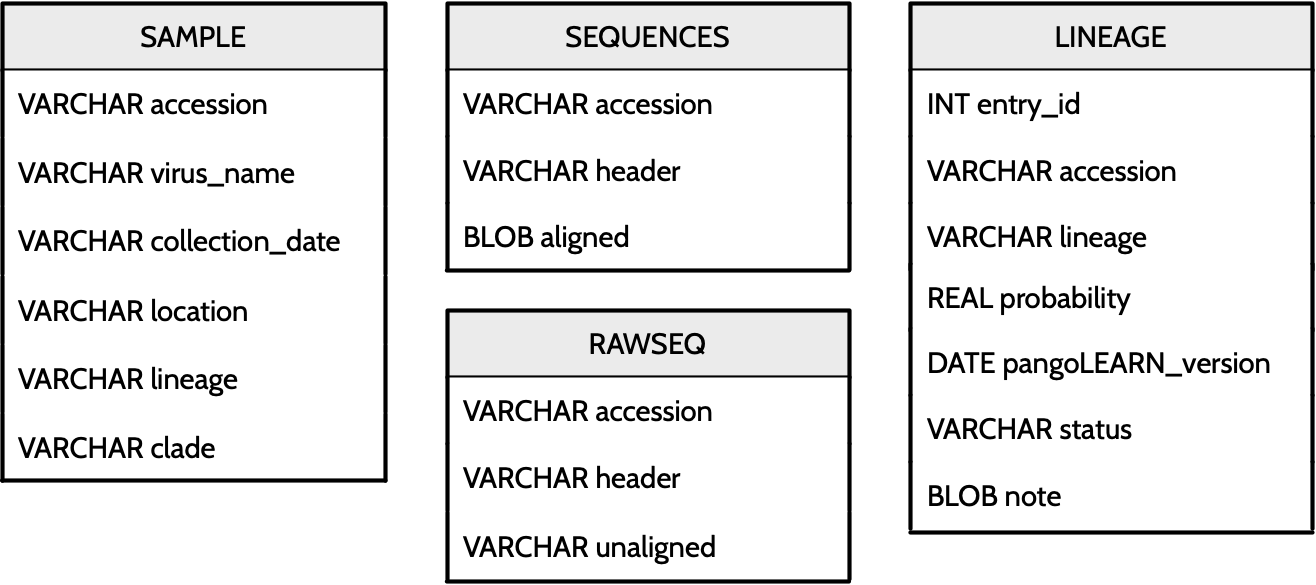 SAMPLE
VARCHAR accession
VARCHAR virus_name
VARCHAR collection_date
VARCHAR location
VARCHAR lineage
VARCHAR clade
SEQUENCES
VARCHAR accession
VARCHAR header
BLOB aligned
RAWSEQ
VARCHAR accession
VARCHAR header
VARCHAR unaligned
LINEAGE
INT entry_id
VARCHAR accession
VARCHAR lineage
REAL probability
DATE pangoLEARN_version
VARCHAR status
BLOB note